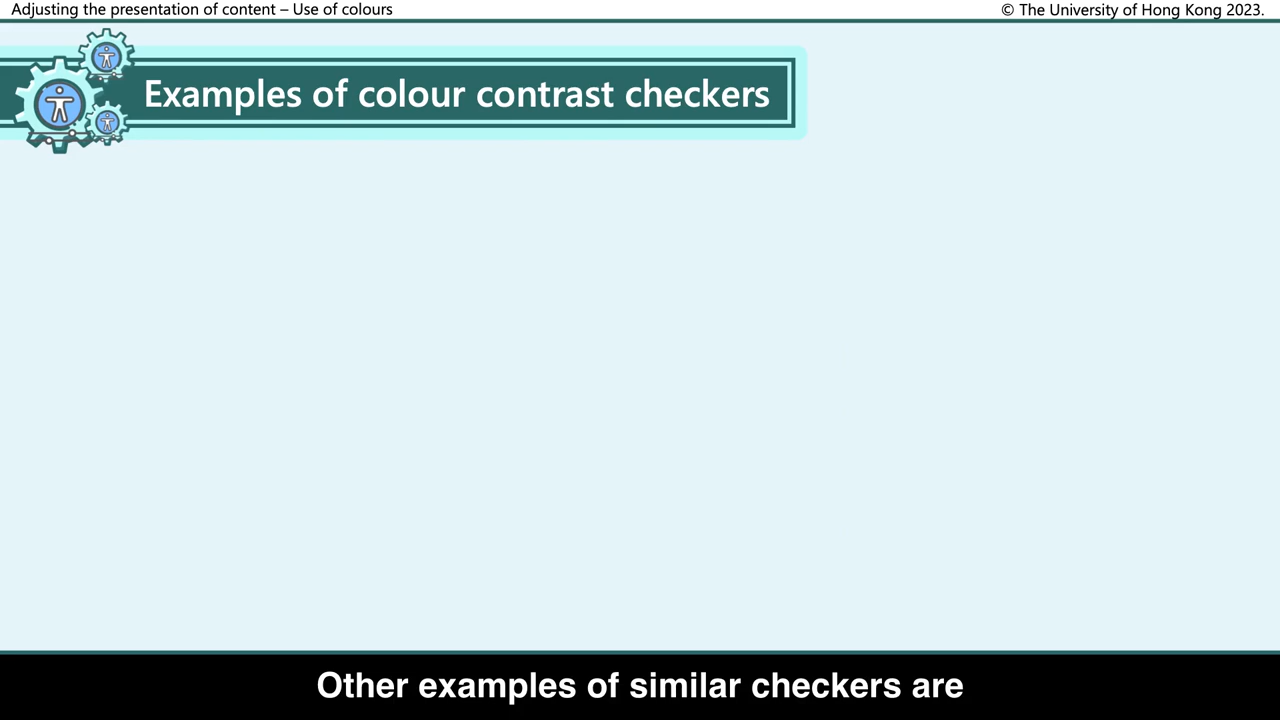 Adjusting the presentation of content – Use of colours
© The University of Hong Kong 2023.
Examples of colour contrast checkers
Other examples of similar checkers are